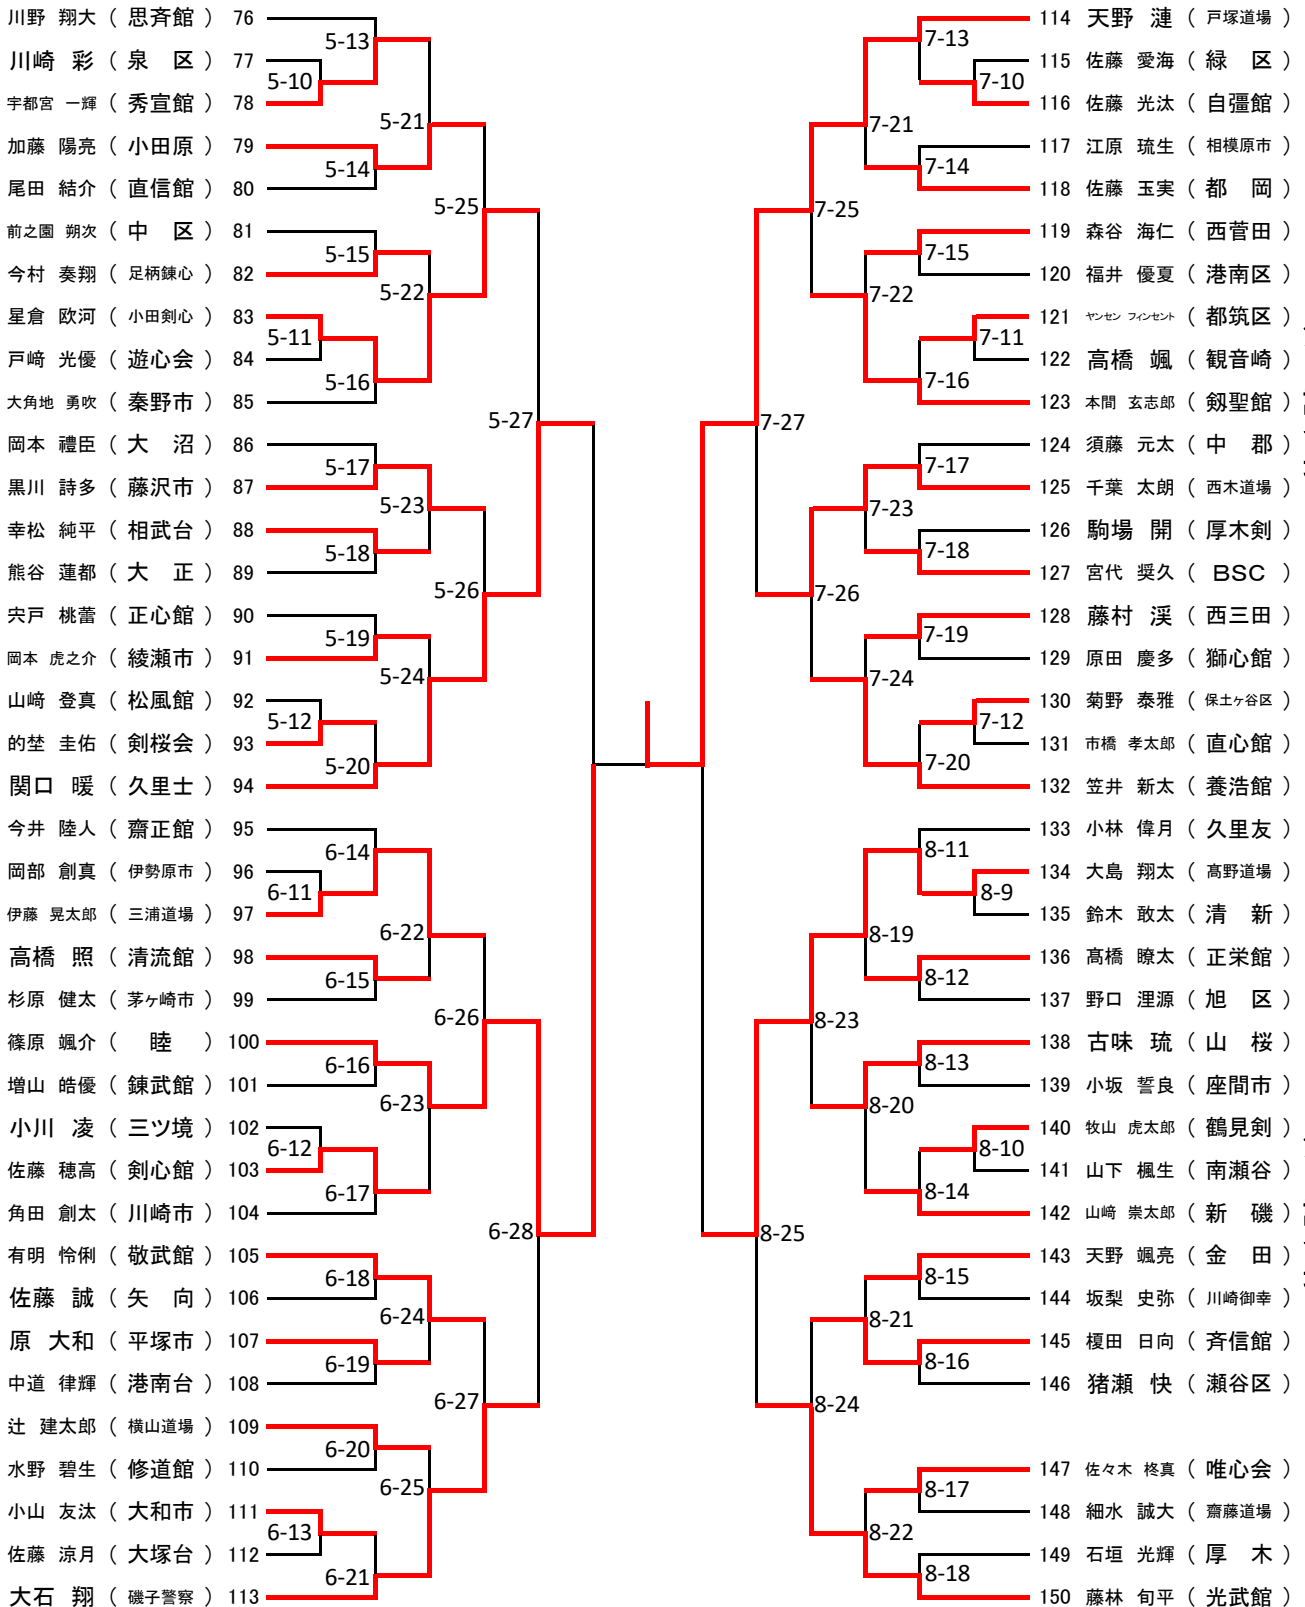 川野 翔大 ( 思斉館 ) 76
5-13
川崎 彩 ( 泉 区 ) 77
5-10
宇都宮 一輝 ( 秀宣館 ) 78
5-21
加藤 陽亮 ( 小田原 ) 79
5-14
尾田 結介 ( 直信館 ) 80
5-25
前之園 朔次 ( 中 区 ) 81
5-15
今村 奏翔 ( 足柄錬心 ) 82
5-22
星倉 欧河 ( 小田剣心 ) 83
5-11
戸﨑 光優 ( 遊心会 ) 84
5-16
大角地 勇吹 ( 秦野市 ) 85
5-27
岡本 禮臣 ( 大 沼 ) 86
5-17
黒川 詩多 ( 藤沢市 ) 87
5-23
幸松 純平 ( 相武台 ) 88
5-18
熊谷 蓮都 ( 大 正 ) 89
5-26
宍戸 桃蕾 ( 正心館 ) 90
5-19
岡本 虎之介 ( 綾瀬市 ) 91
5-24
山﨑 登真 ( 松風館 ) 92
5-12
的埜 圭佑 ( 剣桜会 ) 93
5-20
関口 暖 ( 久里士 ) 94
今井 陸人 ( 齋正館 ) 95
6-14
岡部 創真 ( 伊勢原市 ) 96
6-11
伊藤 晃太郎 ( 三浦道場 ) 97
6-22
高橋 照 ( 清流館 ) 98
6-15
杉原 健太 ( 茅ヶ崎市 ) 99
6-26
篠原 颯介 ( 睦 ) 100
6-16
増山 皓優 ( 錬武館 ) 101
6-23
小川 凌 ( 三ツ境 ) 102
6-12
佐藤 穂高 ( 剣心館 ) 103
6-17
角田 創太 ( 川崎市 ) 104
6-28
有明 怜俐 ( 敬武館 ) 105
6-18
佐藤 誠 ( 矢 向 ) 106
6-24
原 大和 ( 平塚市 ) 107
6-19
中道 律輝 ( 港南台 ) 108
6-27
辻 建太郎 ( 横山道場 ) 109
6-20
水野 碧生 ( 修道館 ) 110
6-25
小山 友汰 ( 大和市 ) 111
6-13
佐藤 涼月 ( 大塚台 ) 112
6-21
大石 翔 ( 磯子警察 ) 113
114 天野 漣 ( 戸塚道場 )
7-13
115 佐藤 愛海 ( 緑 区 )
7-10
116 佐藤 光汰 ( 自彊館 )
7-21
117 江原 琉生 ( 相模原市 )
7-14
118 佐藤 玉実 ( 都 岡 )
7-25
119 森谷 海仁 ( 西菅田 )
7-15
120 福井 優夏 ( 港南区 )
7-22
121 ヤンセン フィンセント ( 都筑区 )
7-11
122 高橋 颯 ( 観音崎 )
7-16
123 本間 玄志郎 ( 剱聖館 )
7-27
124 須藤 元太 ( 中 郡 )
7-17
125 千葉 太朗 ( 西木道場 )
7-23
126 駒場 開 ( 厚木剣 )
7-18
127 宮代 奨久 ( BSC )
7-26
128 藤村 渓 ( 西三田 )
7-19
129 原田 慶多 ( 獅心館 )
7-24
130 菊野 泰雅 ( 保土ヶ谷区 )
7-12
131 市橋 孝太郎 ( 直心館 )
7-20
132 笠井 新太 ( 養浩館 )
133 小林 偉月 ( 久里友 )
8-11
134 大島 翔太 ( 髙野道場 )
8-9
135 鈴木 敢太 ( 清 新 )
8-19
136 髙橋 瞭太 ( 正栄館 )
8-12
137 野口 浬源 ( 旭 区 )
8-23
138 古味 琉 ( 山 桜 )
8-13
139 小坂 誓良 ( 座間市 )
8-20
140 牧山 虎太郎 ( 鶴見剣 )
8-10
141 山下 楓生 ( 南瀬谷 )
8-14
142 山﨑 崇太郎 ( 新 磯 )
8-25
143 天野 颯亮 ( 金 田 )
8-15
144 坂梨 史弥 ( 川崎御幸 )
8-21
145 榎田 日向 ( 斉信館 )
8-16
146 猪瀬 快 ( 瀬谷区 )
8-24
147 佐々木 柊真 ( 唯心会 )
8-17
148 細水 誠大 ( 齋藤道場 )
8-22
149 石垣 光輝 ( 厚 木 )
8-18
150 藤林 旬平 ( 光武館 )